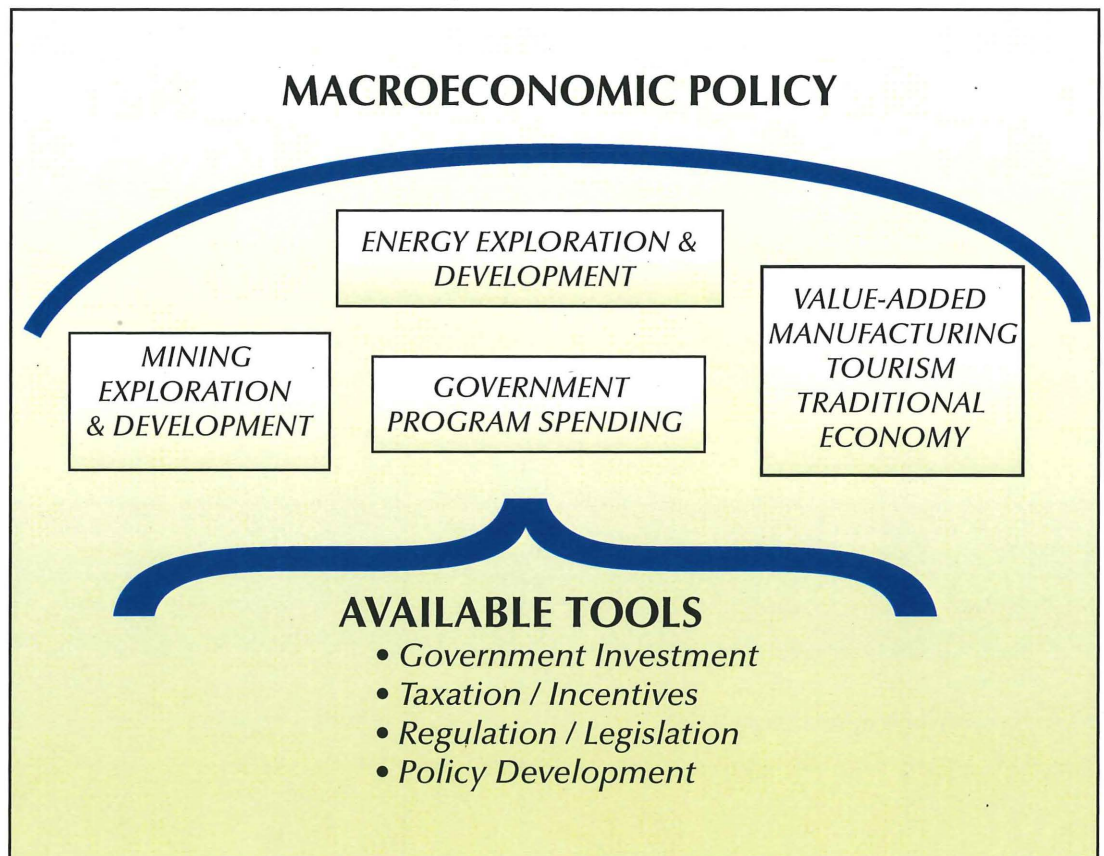 MACROECONOMIC POLICY
ENERGY EXPLORATION &
DEVELOPMENT
VALUE-ADDED
MANUFACTURING
TOURISM
TRADITIONAL
ECONOMY
MINING
EXPLORATION
& DEVELOPMENT
GOVERNMENT
PROGRAM SPENDING
AVAILABLE TOOLS
• Government Investment
• Taxation / Incentives
• Regulation / Legislation
• Policy Development